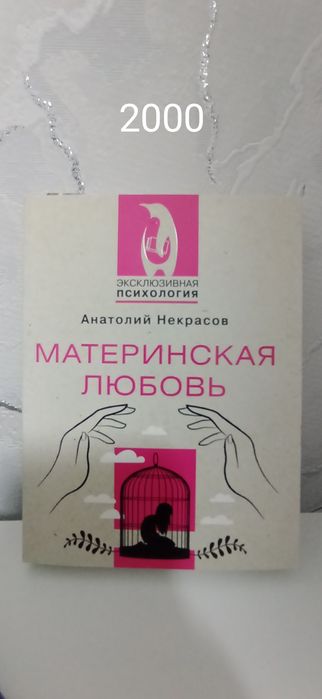 2000
ЭКСКЛЮЗИВНАЯ
ПСИХОЛОГИЯ
Анатолий Некрасов
МАТЕРИНСКАЯ
ЛЮБОВЬ